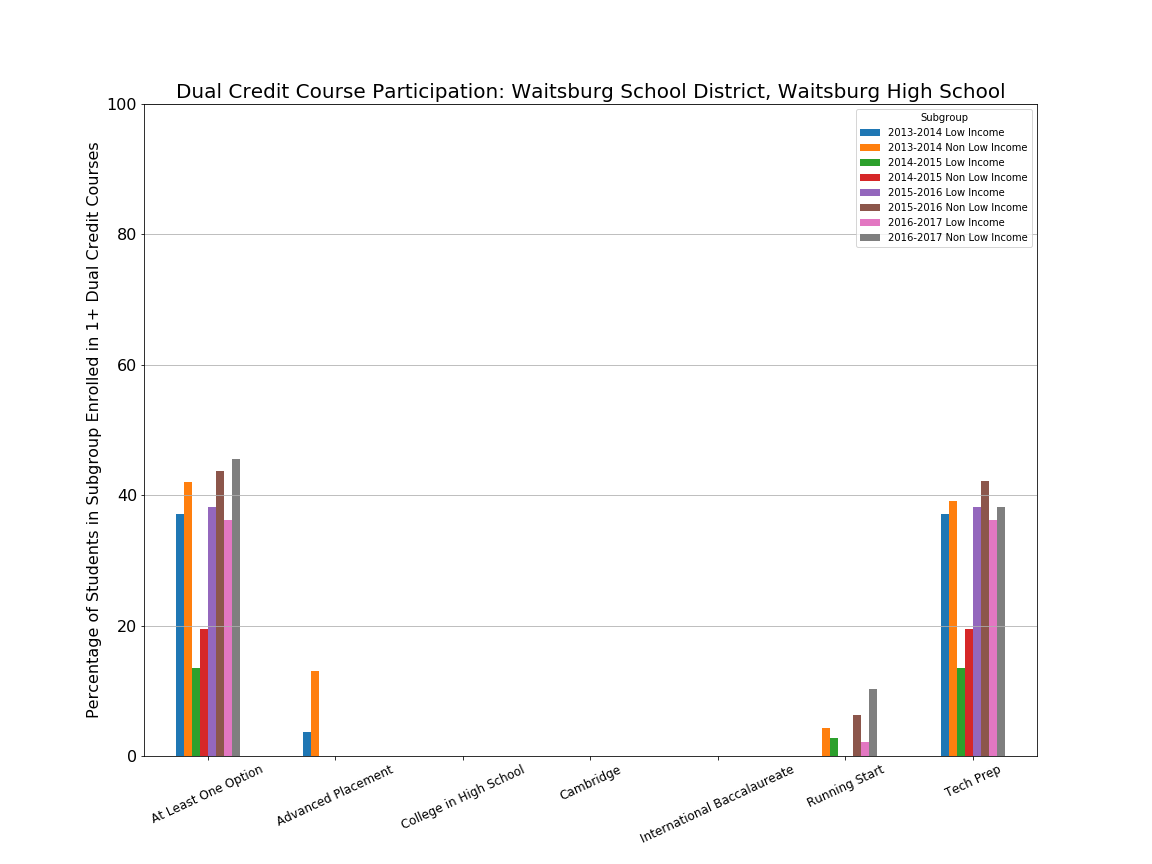 Dual Credit Course Participation: Waitsburg School District, Waitsburg High School
Percentage of Students in Subgroup Enrolled in 1+ Dual Credit Courses
100
80
60
40
20
0
Subgroup
2013-2014 Low Income
2013-2014 Non Low Income
2014-2015 Low Income
2014-2015 Non Low Income
2015-2016 Low Income
2015-2016 Non Low Income
2016-2017 Low Income
2016-2017 Non Low Income
At Least One Option
Advanced Placement
College in High School
Cambridge
International Baccalaureate
Running Start
Tech Prep